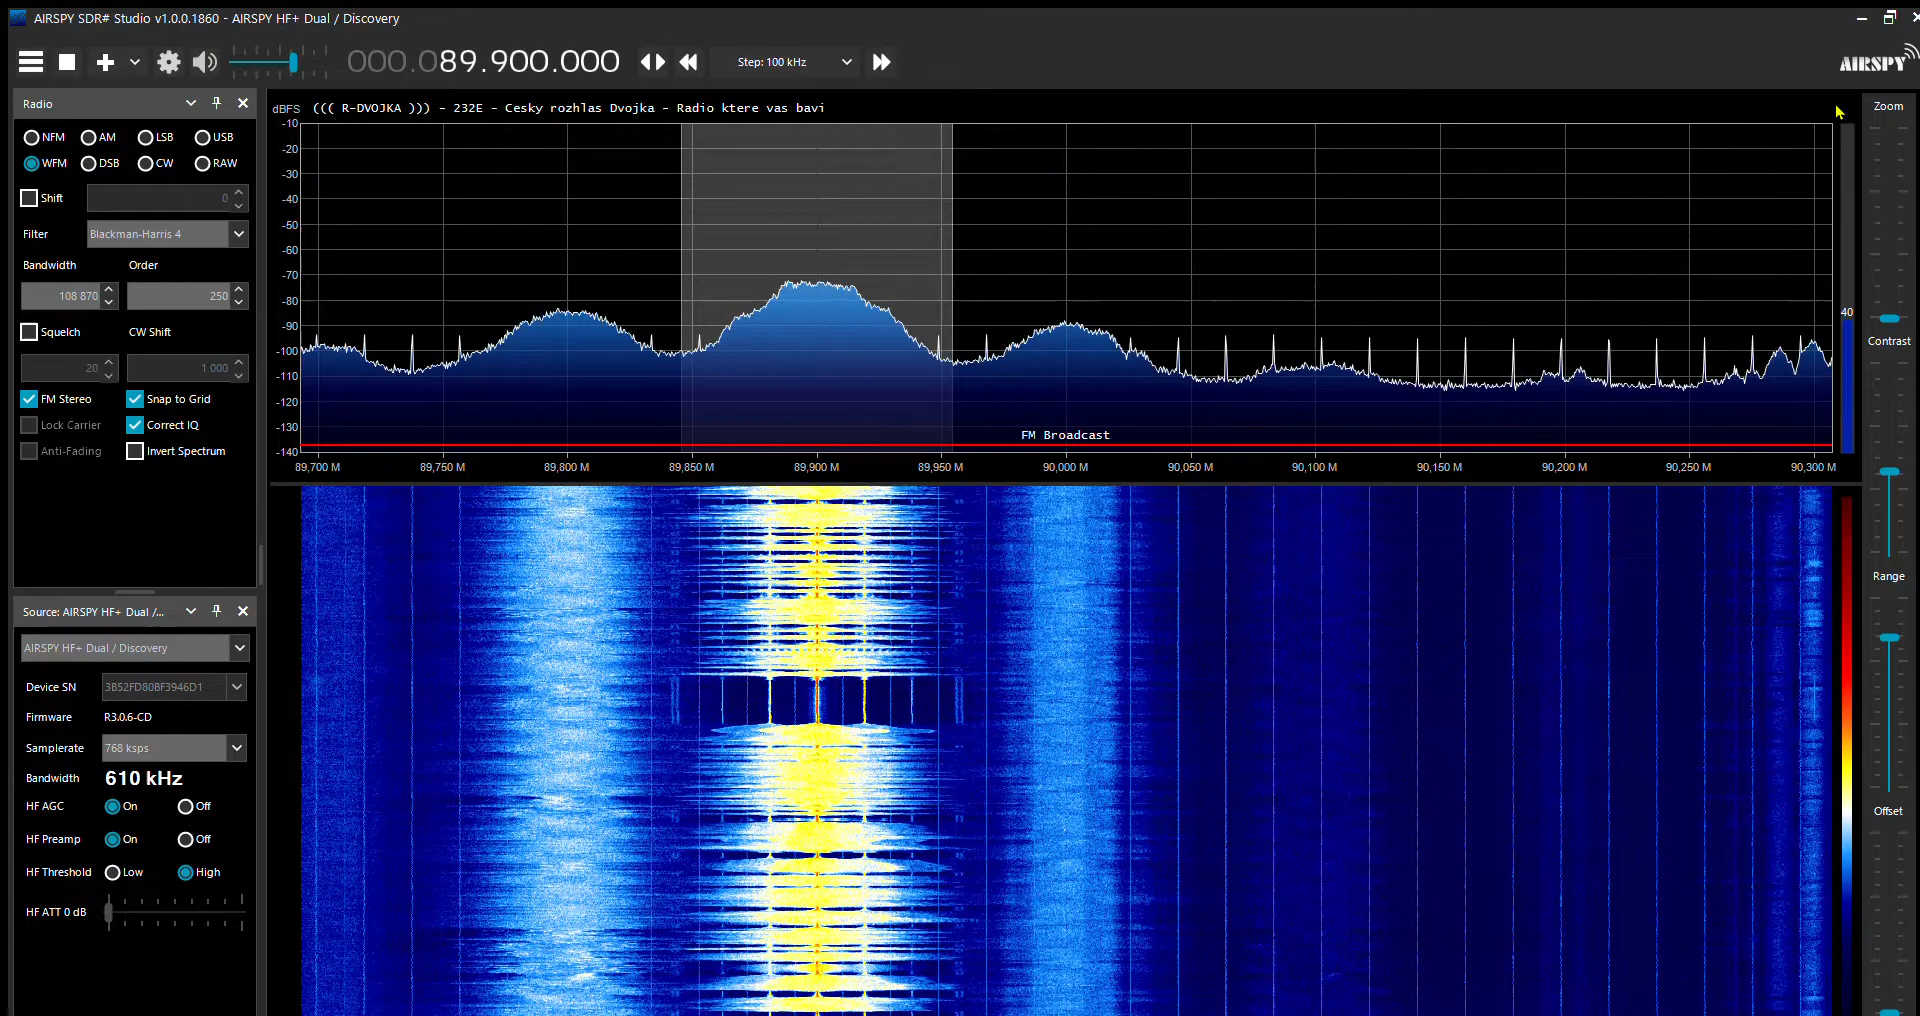 AIRSPY SDR# Studio v1.0.0.1860 - AIRSPY HF+ Dual / Discovery
000.089.900.000
Step: 100 kHz
AIRSPY
Radio
NFM AM LSB USB
WFM DSB CW RAW
Shift 0
Filter Blackman-Harris 4
Bandwidth Order
108 870 250
Squelch CW Shift
20 1 000
FM Stereo Snap to Grid
Lock Carrier Correct IQ
Anti-Fading Invert Spectrum
Source: AIRSPY HF+ Dual /...
AIRSPY HF+ Dual / Discovery
Device SN 3B52FD80BF3946D1
Firmware R3.0.6-CD
Samplerate 768 ksps
Bandwidth 610 kHz
HF AGC On Off
HF Preamp On Off
HF Threshold Low High
HF ATT 0 dB
dBFS ((( R-DVOJKA ))) - 232E - Cesky rozhlas Dvojka - Radio ktere vas bavi
-10
-20
-30
-40
-50
-60
-70
-80
-90
-100
-110
-120
-130
-140
FM Broadcast
89,700 M 89,750 M 89,800 M 89,850 M 89,900 M 89,950 M 90,000 M 90,050 M 90,100 M 90,150 M 90,200 M 90,250 M 90,300 M
40
Zoom
Contrast
Range
Offset